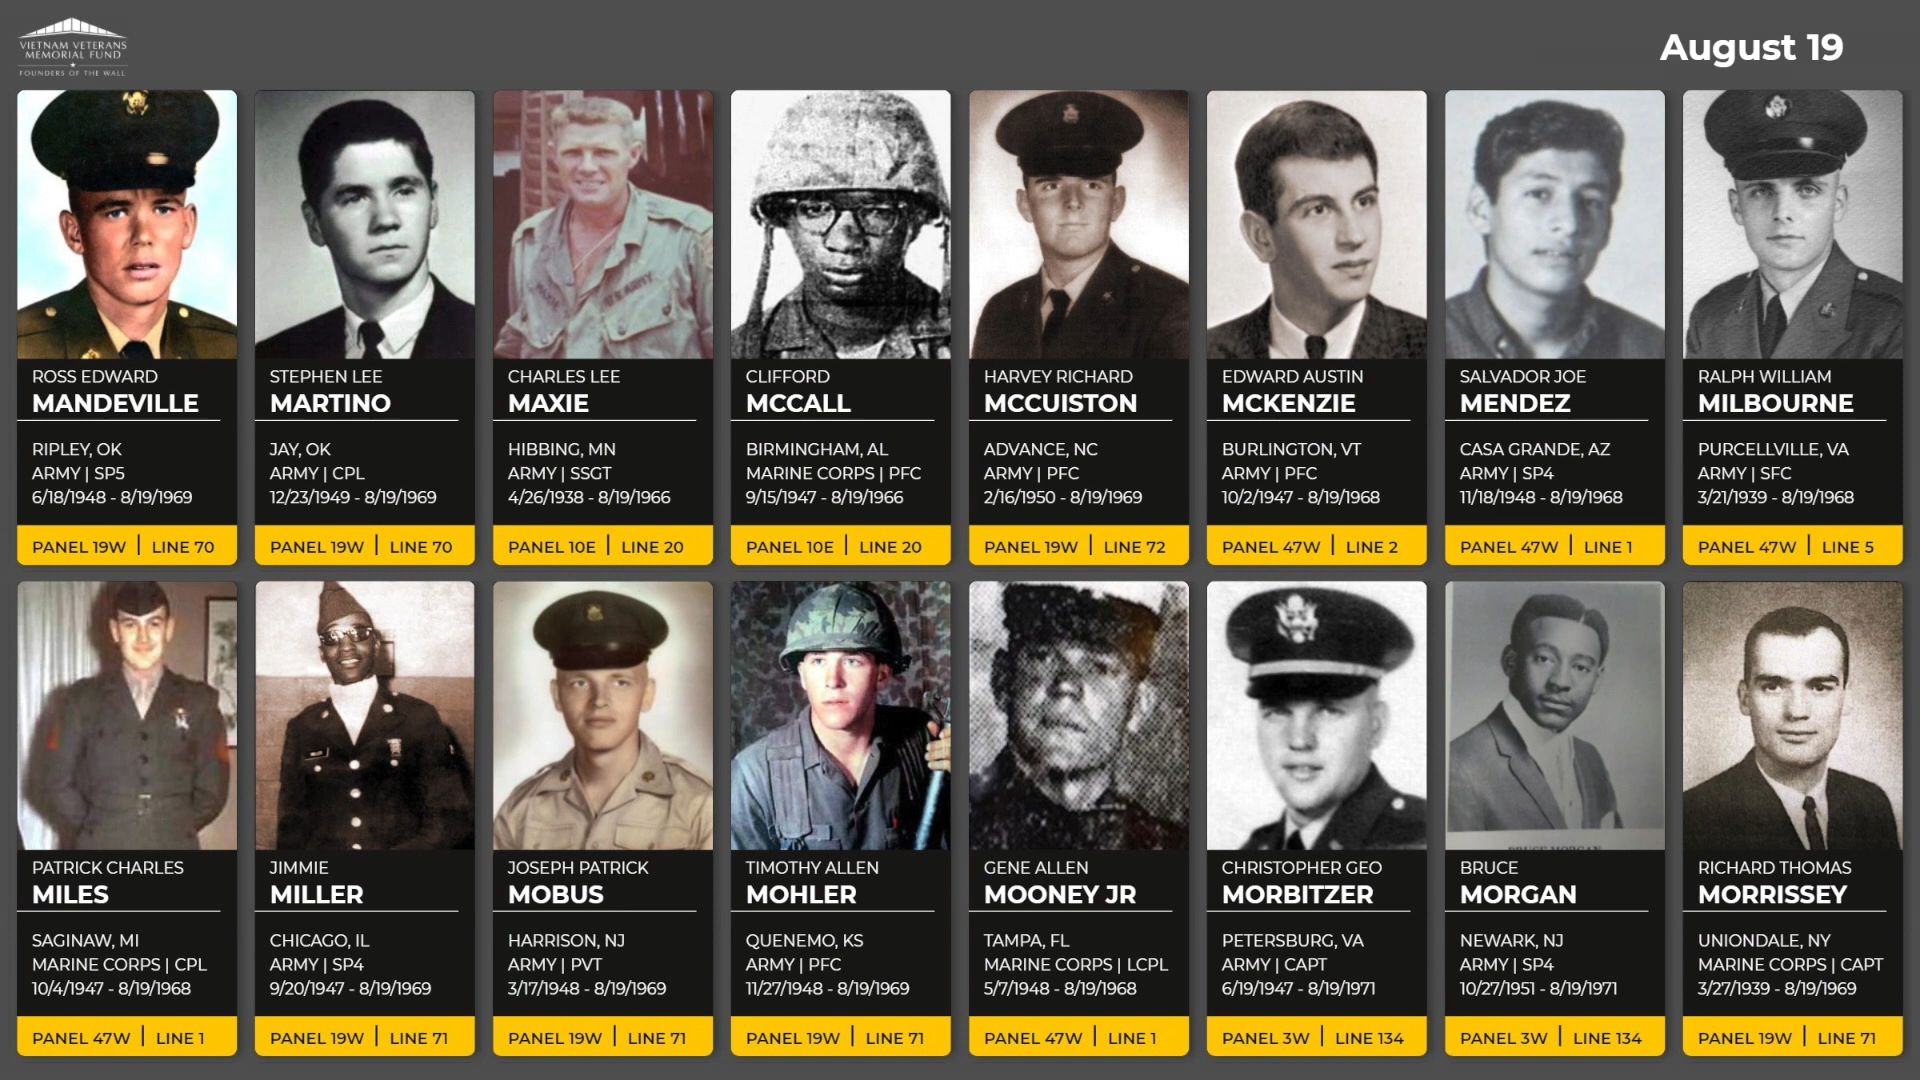 VIETNAM VETERANS
MEMORIAL FUND
FOUNDERS OF THE WALL
August 19
ROSS EDWARD
MANDEVILLE
RIPLEY, OK
ARMY | SP5
6/18/1948 - 8/19/1969
PANEL 19W | LINE 70
STEPHEN LEE
MARTINO
JAY, OK
ARMY | CPL
12/23/1949 - 8/19/1969
PANEL 19W | LINE 70
CHARLES LEE
MAXIE
HIBBING, MN
ARMY | SSGT
4/26/1938 - 8/19/1966
PANEL 10E | LINE 20
CLIFFORD
MCCALL
BIRMINGHAM, AL
MARINE CORPS | PFC
9/15/1947 - 8/19/1966
PANEL 10E | LINE 20
HARVEY RICHARD
MCCUISTON
ADVANCE, NC
ARMY | PFC
2/16/1950 - 8/19/1969
PANEL 19W | LINE 72
EDWARD AUSTIN
MCKENZIE
BURLINGTON, VT
ARMY | PFC
10/2/1947 - 8/19/1968
PANEL 47W | LINE 2
SALVADOR JOE
MENDEZ
CASA GRANDE, AZ
ARMY | SP4
11/18/1948 - 8/19/1968
PANEL 47W | LINE 1
RALPH WILLIAM
MILBOURNE
PURCELLVILLE, VA
ARMY | SFC
3/21/1939 - 8/19/1968
PANEL 47W | LINE 5
PATRICK CHARLES
MILES
SAGINAW, MI
MARINE CORPS | CPL
10/4/1947 - 8/19/1968
PANEL 47W | LINE 1
JIMMIE
MILLER
CHICAGO, IL
ARMY | SP4
9/20/1947 - 8/19/1969
PANEL 19W | LINE 71
JOSEPH PATRICK
MOBUS
HARRISON, NJ
ARMY | PVT
3/17/1948 - 8/19/1969
PANEL 19W | LINE 71
TIMOTHY ALLEN
MOHLER
QUENEMO, KS
ARMY | PFC
11/27/1948 - 8/19/1969
PANEL 19W | LINE 71
GENE ALLEN
MOONEY JR
TAMPA, FL
MARINE CORPS | LCPL
5/7/1948 - 8/19/1968
PANEL 47W | LINE 1
CHRISTOPHER GEO
MORBITZER
PETERSBURG, VA
ARMY | CAPT
6/19/1947 - 8/19/1971
PANEL 3W | LINE 134
BRUCE
MORGAN
NEWARK, NJ
ARMY | SP4
10/27/1951 - 8/19/1971
PANEL 3W | LINE 134
RICHARD THOMAS
MORRISSEY
UNIONDALE, NY
MARINE CORPS | CAPT
3/27/1939 - 8/19/1969
PANEL 19W | LINE 71